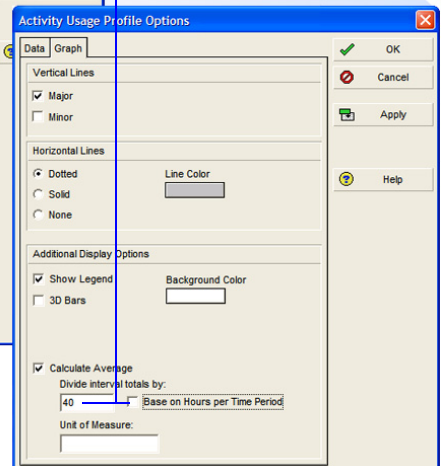 Activity Usage Profile Options
Data Graph
OK
Cancel
Apply
Help
Vertical Lines
Major
Minor
Horizontal Lines
Dotted
Line Color
Solid
None
Additional Display Options
Show Legend
Background Color
3D Bars
Calculate Average
Divide interval totals by:
40
Base on Hours per Time Period
Unit of Measure: